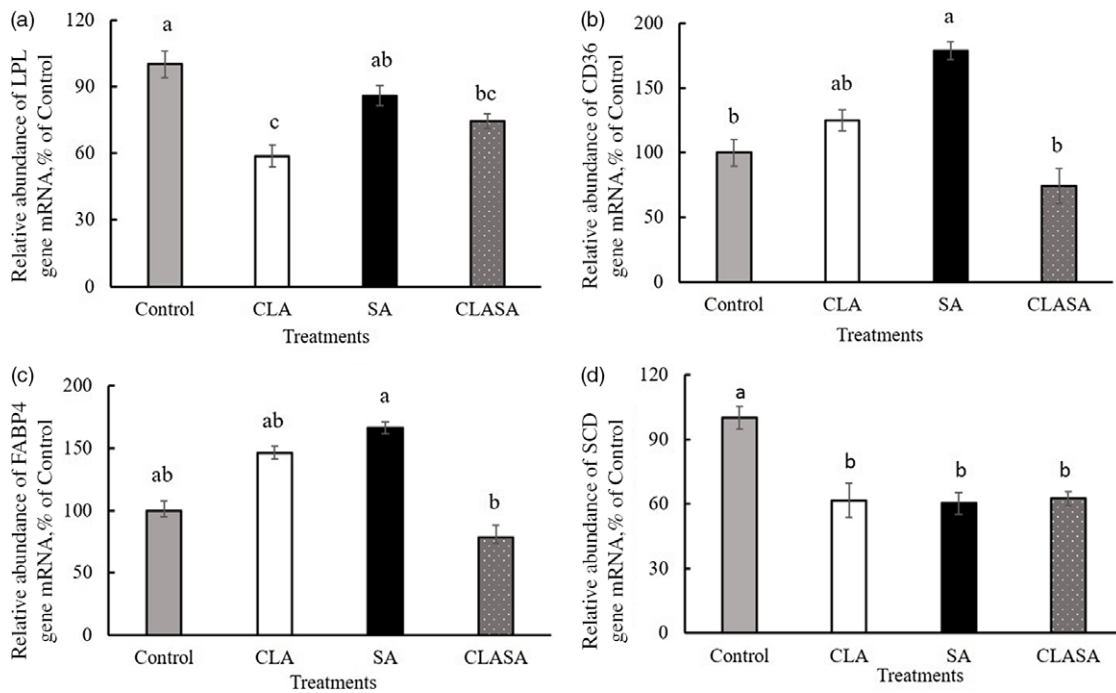 (a)
Relative abundance of LPL
gene mRNA,% of Control
120
90
60
30
0
a
c
ab
bc
Control CLA SA CLASA
Treatments
(b)
Relative abundance of CD36
gene mRNA,% of Control
200
150
100
50
0
b
ab
a
b
Control CLA SA CLASA
Treatments
(c)
Relative abundance of FABP4
gene mRNA,% of Control
200
150
100
50
0
ab
ab
a
b
Control CLA SA CLASA
Treatments
(d)
Relative abundance of SCD
gene mRNA,% of Control
120
90
60
30
0
a
b
b
b
Control CLA SA CLASA
Treatments